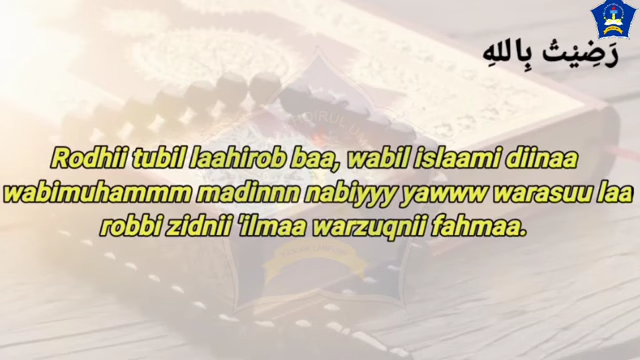 رَضِيْتُ بِاللهِ
Rodhii tubil laahirob baa, wabil islaami diinaa
wabimuhammm madinnn nabiyyy yawww warasuu laa
robbi zidnii 'ilmaa warzuqnii fahmaa.